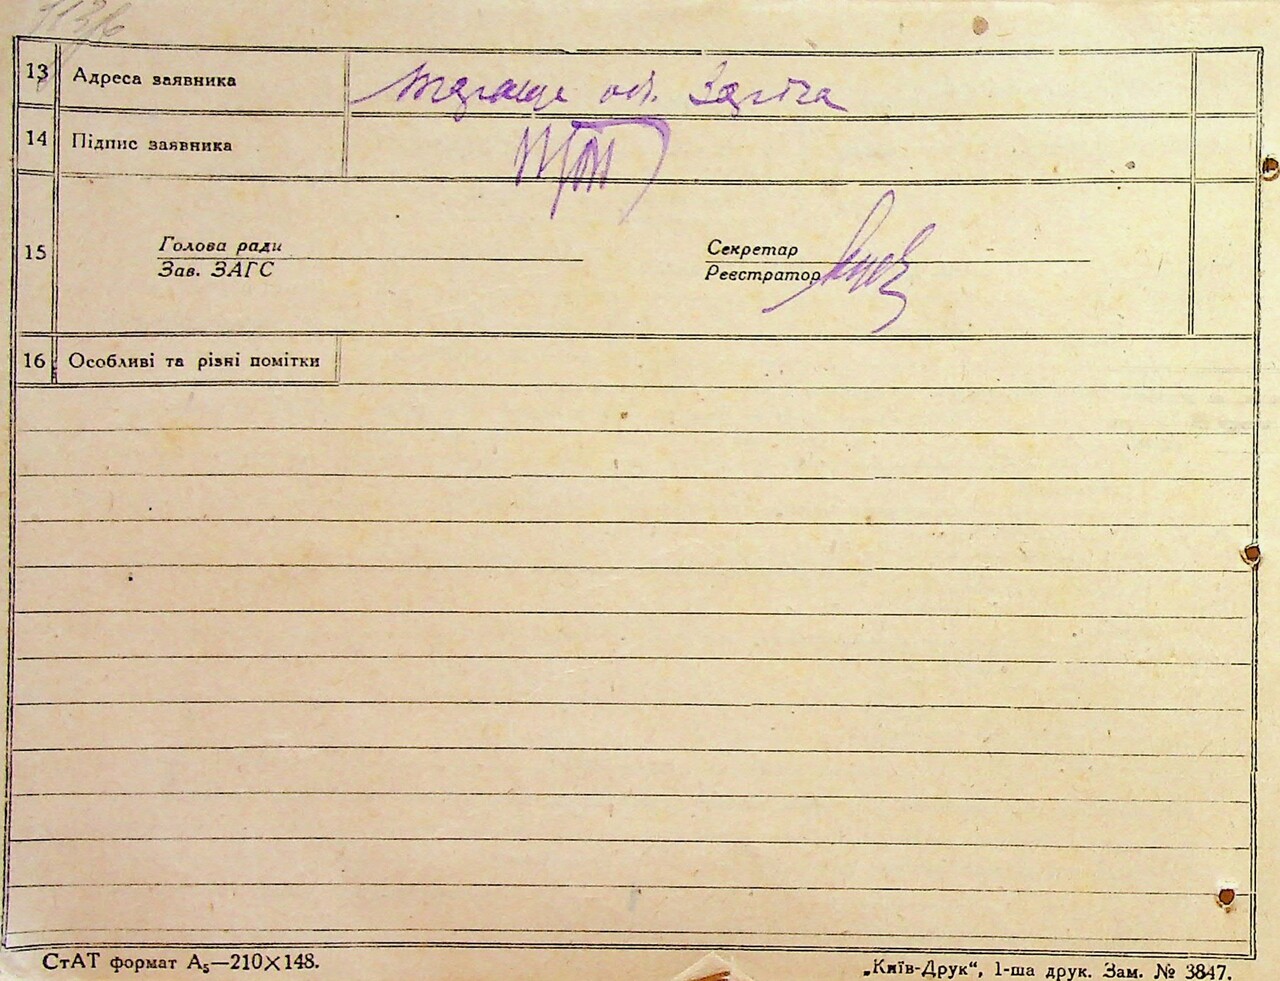 13 Адреса заявника
14 Підпис заявника
15 Голова ради
Зав. ЗАГС
Секретар
Реєстратор
16 Особливі та різні помітки
СтАТ формат А₅—210×148.
„Київ-Друк“, 1-ша друк. Зам. № 3847.